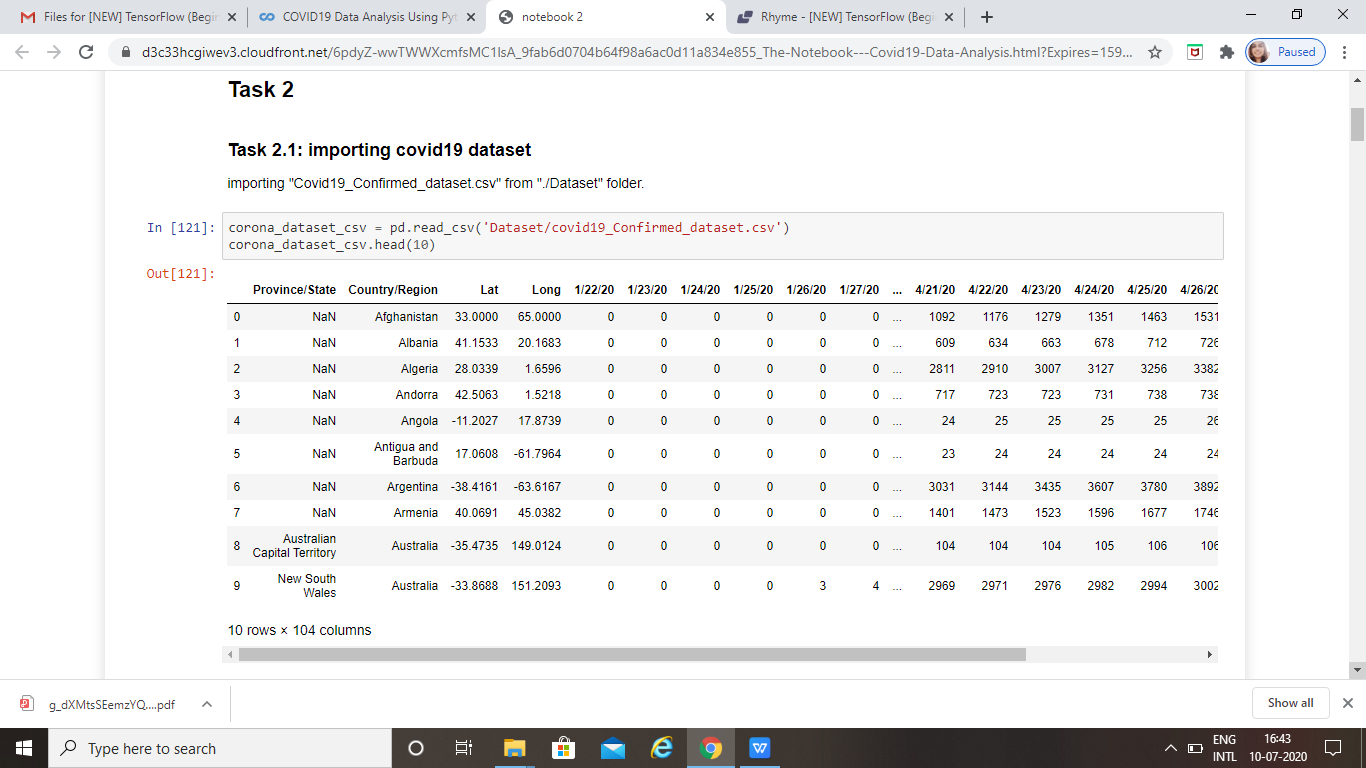 Files for [NEW] TensorFlow (Begin
COVID19 Data Analysis Using Pyt
notebook 2
Rhyme - [NEW] TensorFlow (Begi
d3c33hcgiwev3.cloudfront.net/6pdyZ-wwTWWXcmfsMC1lsA_9fab6d0704b64f98a6ac0d11a834e855_The-Notebook---Covid19-Data-Analysis.html?Expires=159...
Paused
Task 2
Task 2.1: importing covid19 dataset
importing "Covid19_Confirmed_dataset.csv" from "./Dataset" folder.
In [121]: corona_dataset_csv = pd.read_csv('Dataset/covid19_Confirmed_dataset.csv')
corona_dataset_csv.head(10)
Out[121]:
Province/State Country/Region Lat Long 1/22/20 1/23/20 1/24/20 1/25/20 1/26/20 1/27/20 ... 4/21/20 4/22/20 4/23/20 4/24/20 4/25/20 4/26/20
0 NaN Afghanistan 33.0000 65.0000 0 0 0 0 0 0 ... 1092 1176 1279 1351 1463 1531
1 NaN Albania 41.1533 20.1683 0 0 0 0 0 0 ... 609 634 663 678 712 726
2 NaN Algeria 28.0339 1.6596 0 0 0 0 0 0 ... 2811 2910 3007 3127 3256 3382
3 NaN Andorra 42.5063 1.5218 0 0 0 0 0 0 ... 717 723 723 731 738 738
4 NaN Angola -11.2027 17.8739 0 0 0 0 0 0 ... 24 25 25 25 25 26
5 NaN Antigua and
Barbuda 17.0608 -61.7964 0 0 0 0 0 0 ... 23 24 24 24 24 24
6 NaN Argentina -38.4161 -63.6167 0 0 0 0 0 0 ... 3031 3144 3435 3607 3780 3892
7 NaN Armenia 40.0691 45.0382 0 0 0 0 0 0 ... 1401 1473 1523 1596 1677 1746
8 Australian
Capital Territory Australia -35.4735 149.0124 0 0 0 0 0 0 ... 104 104 104 105 106 106
9 New South
Wales Australia -33.8688 151.2093 0 0 0 0 3 4 ... 2969 2971 2976 2982 2994 3002
10 rows × 104 columns
g_dXMtsSEemzYQ....pdf
Show all
Type here to search
ENG
INTL
16:43
10-07-2020